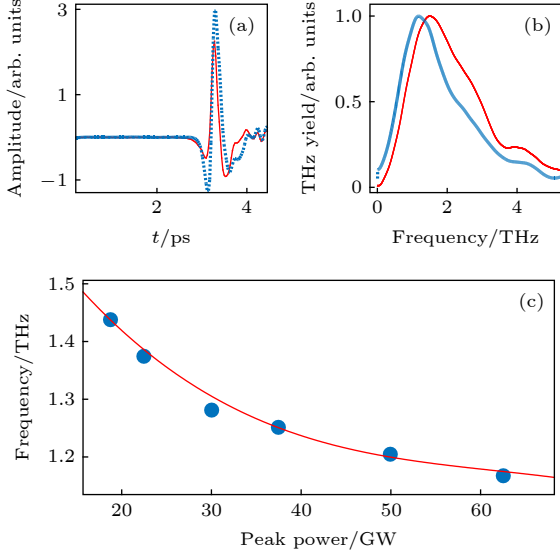 3
2
1
−1
(a)
Amplitude/arb. units
2
4
t/ps
1.0
0.5
0
(b)
THz yield/arb. units
0
2
4
Frequency/THz
1.5
1.4
1.3
1.2
(c)
Frequency/THz
20
30
40
50
60
Peak power/GW